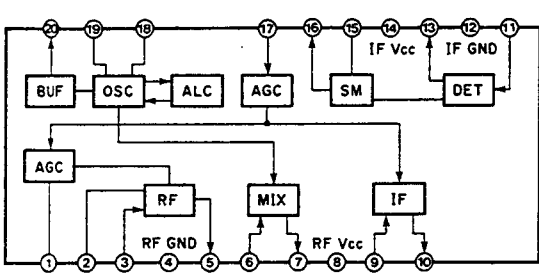 20 19 18 17 16 15 14 13 12 11
IF Vcc IF GND
BUF OSC ALC AGC SM DET
AGC
RF MIX IF
RF GND RF Vcc
1 2 3 4 5 6 7 8 9 10